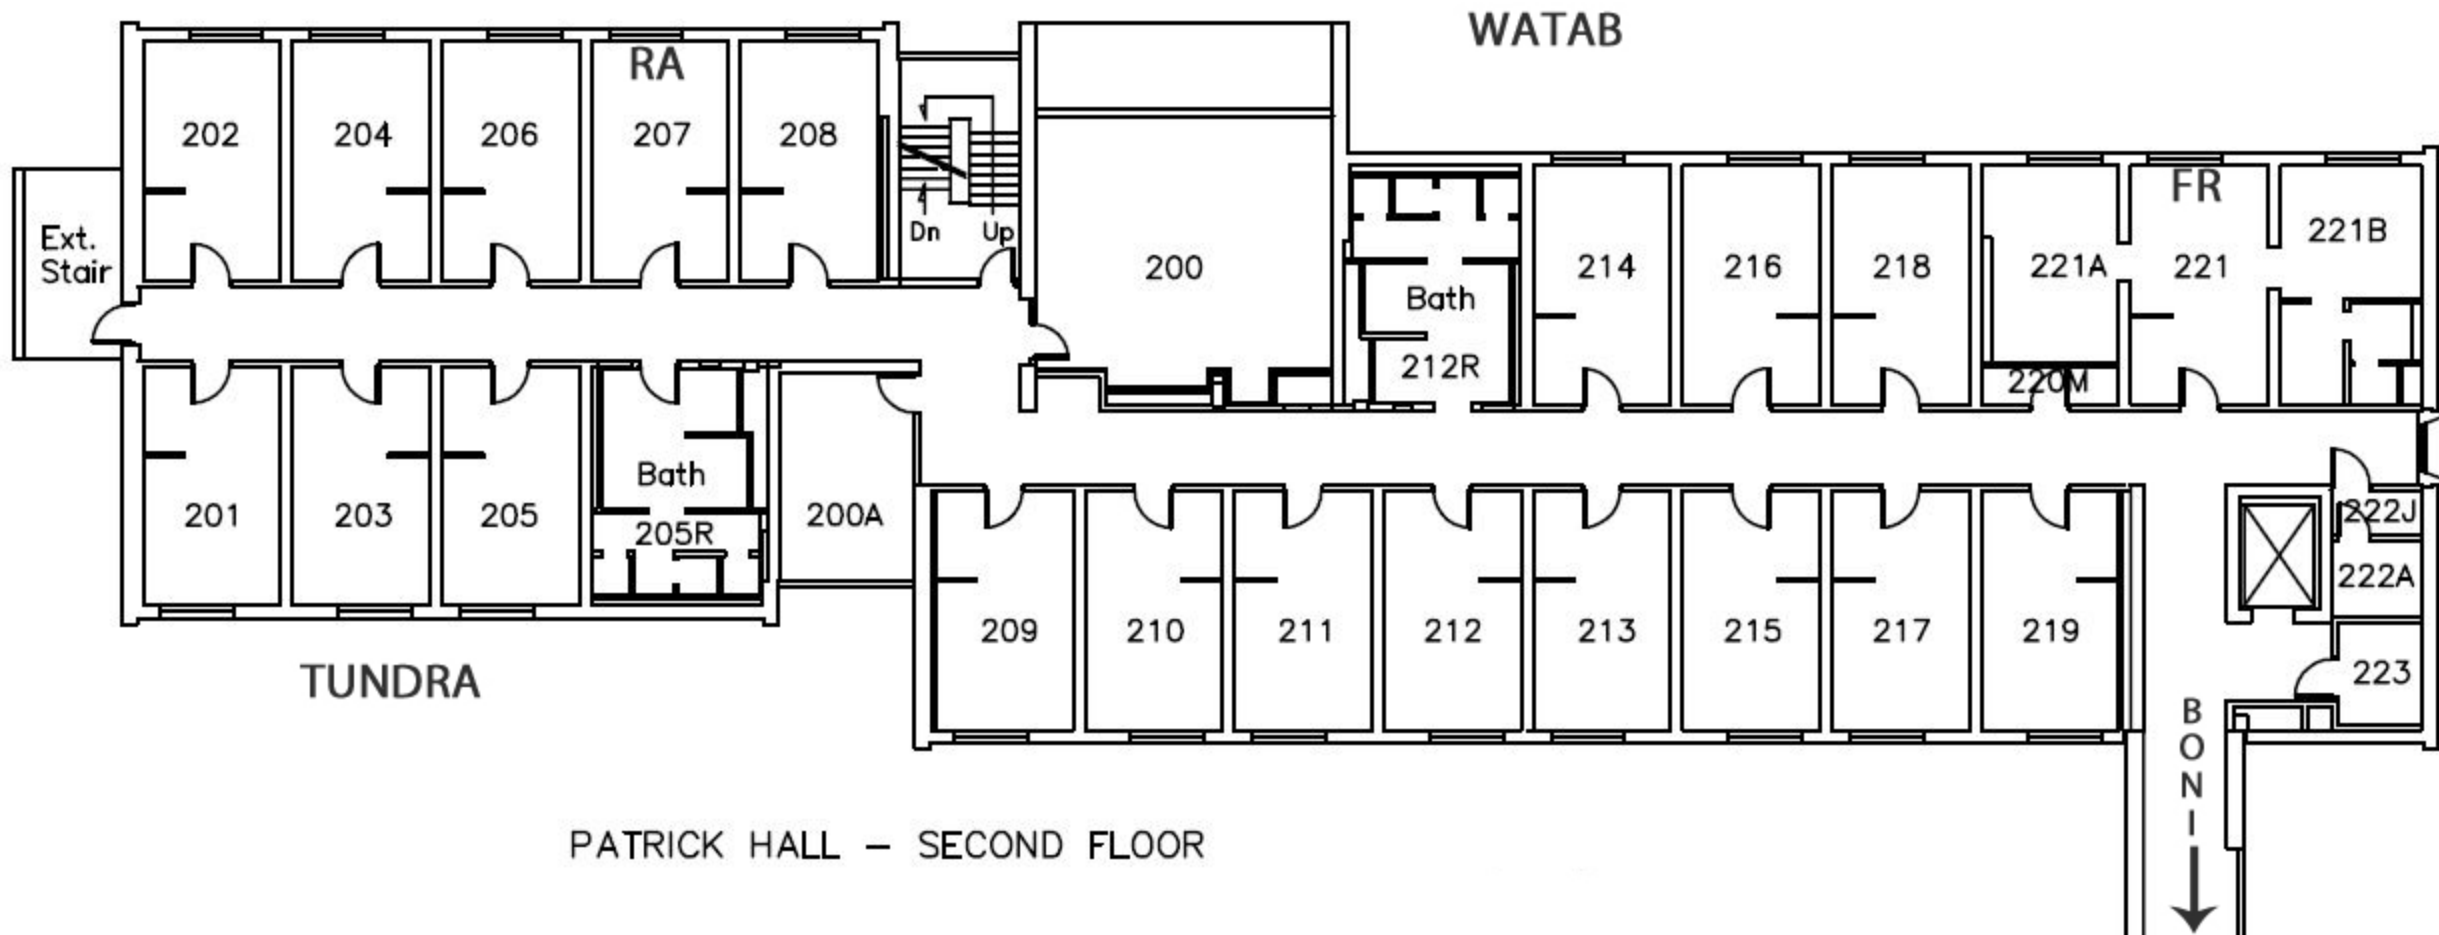 WATAB
RA
202
204
206
207
208
Ext.
Stair
Dn
Up
200
FR
214
216
218
221A
221
221B
Bath
212R
220M
201
203
205
Bath
205R
200A
222J
222A
223
209
210
211
212
213
215
217
219
TUNDRA
BONI
PATRICK HALL – SECOND FLOOR